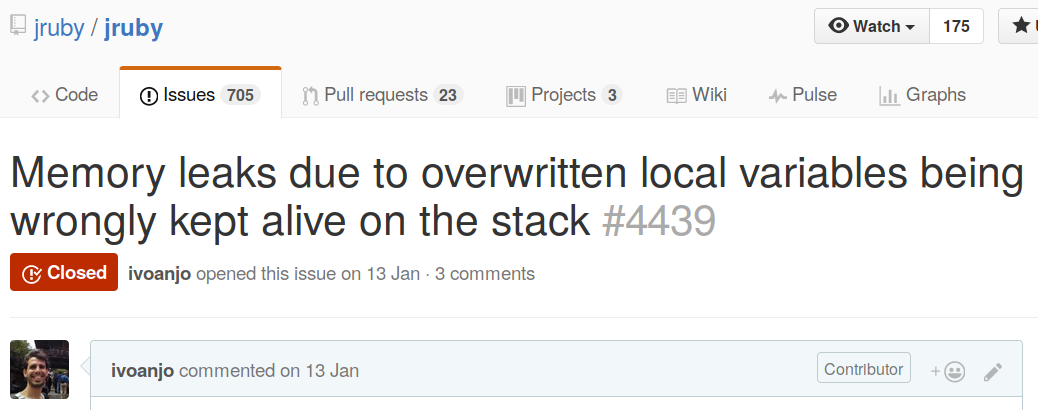 jruby / jruby
Watch 175
Code Issues 705 Pull requests 23 Projects 3 Wiki Pulse Graphs
Memory leaks due to overwritten local variables being
wrongly kept alive on the stack #4439
Closed ivoanjo opened this issue on 13 Jan · 3 comments
ivoanjo commented on 13 Jan Contributor +